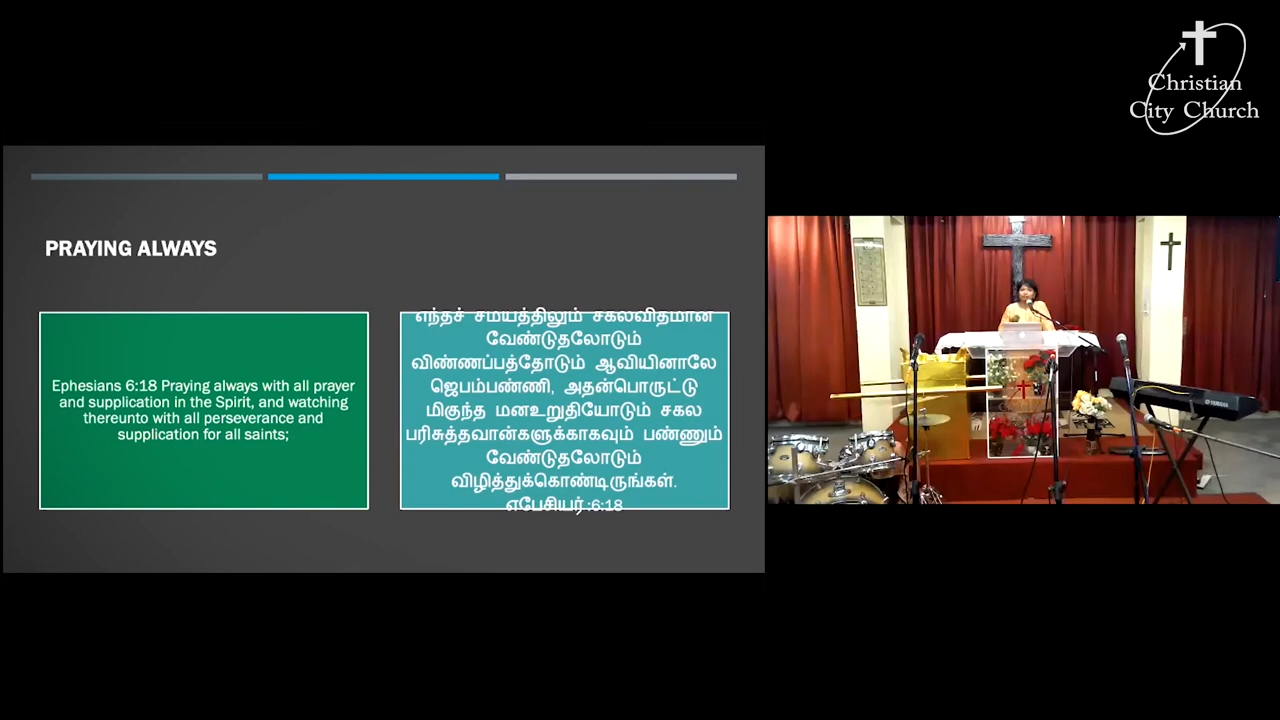 Christian
City Church
PRAYING ALWAYS
Ephesians 6:18 Praying always with all prayer
and supplication in the Spirit, and watching
thereunto with all perseverance and
supplication for all saints;
எந்தச் சமயத்திலும் சகலவிதமான
வேண்டுதலோடும்
விண்ணப்பத்தோடும் ஆவியினாலே
ஜெபம்பண்ணி, அதன்பொருட்டு
மிகுந்த மனஉறுதியோடும் சகல
பரிசுத்தவான்களுக்காகவும் பண்ணும்
வேண்டுதலோடும்
விழித்துக்கொண்டிருங்கள்.
எபேசியர் :6:18
YAMAHA